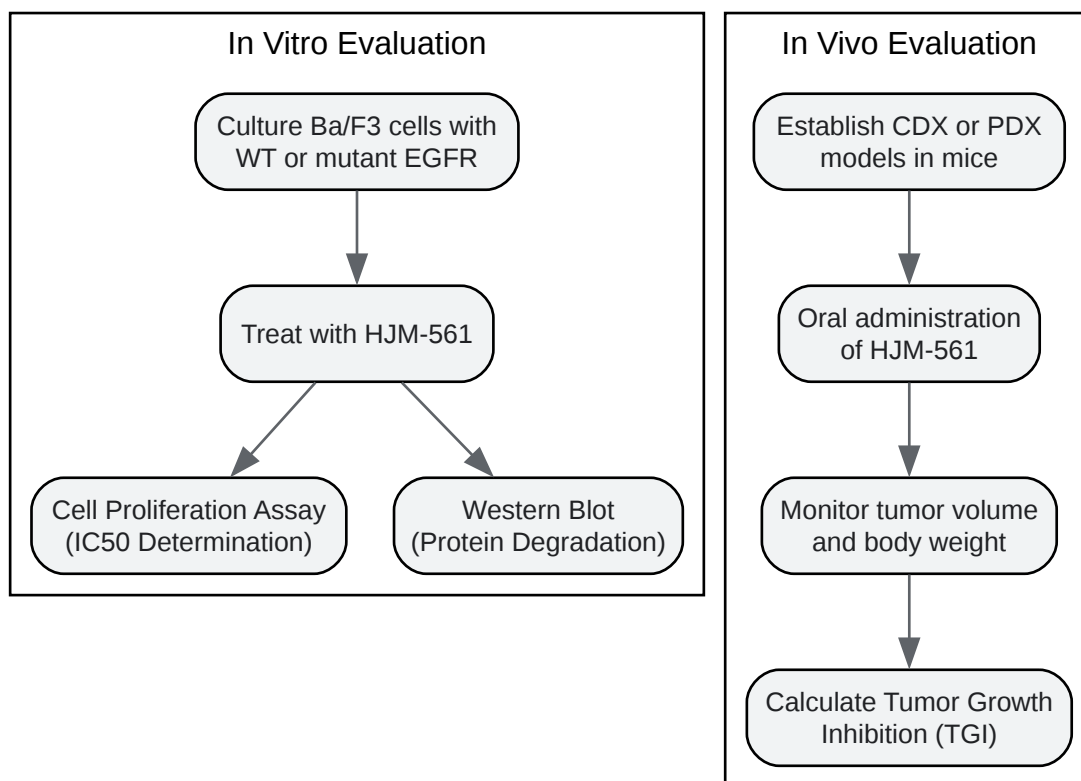 In Vitro Evaluation
Culture Ba/F3 cells with
WT or mutant EGFR
Treat with HJM-561
Cell Proliferation Assay
(IC50 Determination)
Western Blot
(Protein Degradation)
In Vivo Evaluation
Establish CDX or PDX
models in mice
Oral administration
of HJM-561
Monitor tumor volume
and body weight
Calculate Tumor Growth
Inhibition (TGI)